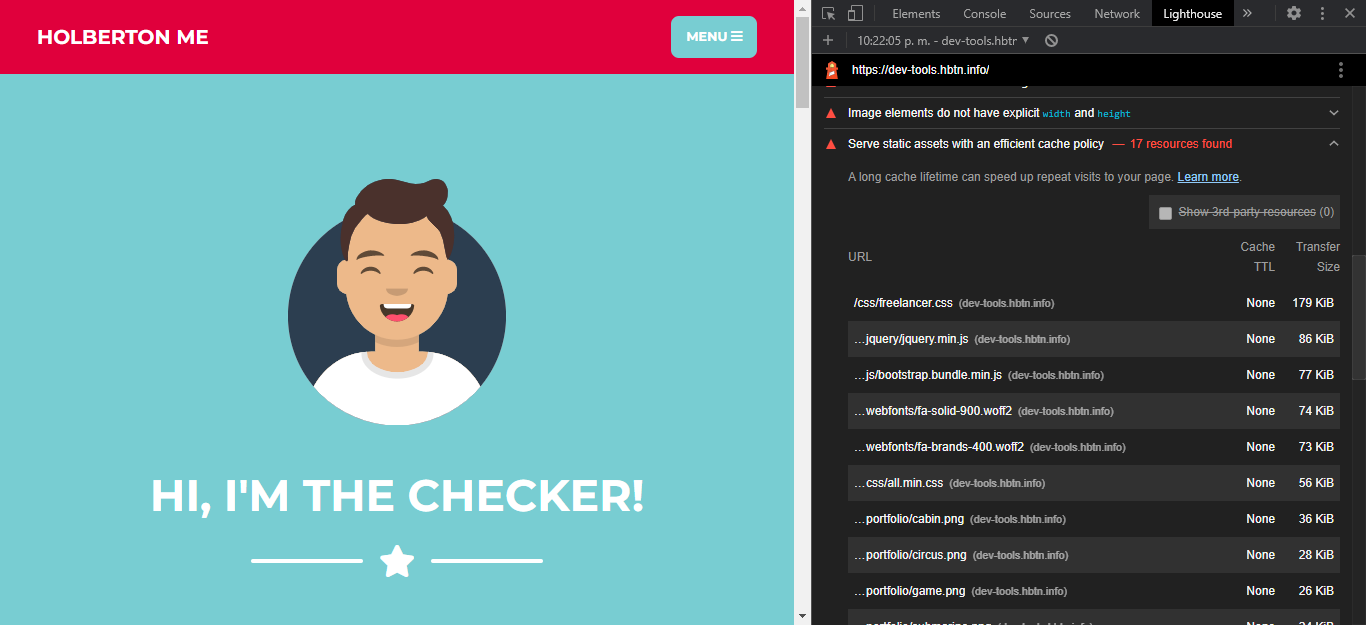 HOLBERTON ME
MENU
HI, I'M THE CHECKER!
Elements Console Sources Network Lighthouse
10:22:05 p. m. - dev-tools.hbtn
https://dev-tools.hbtn.info/
Image elements do not have explicit width and height
Serve static assets with an efficient cache policy — 17 resources found
A long cache lifetime can speed up repeat visits to your page. Learn more.
Show 3rd-party resources (0)
URL Cache TTL Transfer Size
/css/freelancer.css (dev-tools.hbtn.info) None 179 KiB
…jquery/jquery.min.js (dev-tools.hbtn.info) None 86 KiB
…js/bootstrap.bundle.min.js (dev-tools.hbtn.info) None 77 KiB
…webfonts/fa-solid-900.woff2 (dev-tools.hbtn.info) None 74 KiB
…webfonts/fa-brands-400.woff2 (dev-tools.hbtn.info) None 73 KiB
…css/all.min.css (dev-tools.hbtn.info) None 56 KiB
…portfolio/cabin.png (dev-tools.hbtn.info) None 36 KiB
…portfolio/circus.png (dev-tools.hbtn.info) None 28 KiB
…portfolio/game.png (dev-tools.hbtn.info) None 26 KiB